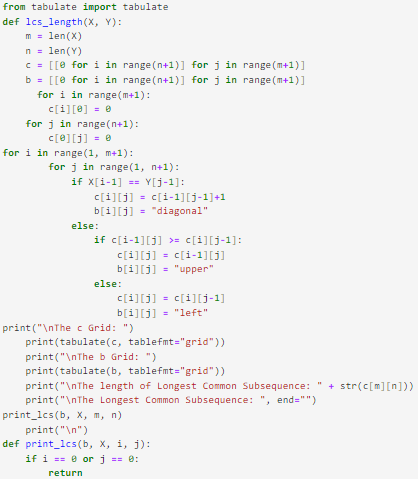 from tabulate import tabulate
def lcs_length(X, Y):
    m = len(X)
    n = len(Y)
    c = [[0 for i in range(n+1)] for j in range(m+1)]
    b = [[0 for i in range(n+1)] for j in range(m+1)]
      for i in range(m+1):
        c[i][0] = 0
    for j in range(n+1):
        c[0][j] = 0
for i in range(1, m+1):
        for j in range(1, n+1):
            if X[i-1] == Y[j-1]:
                c[i][j] = c[i-1][j-1]+1
                b[i][j] = "diagonal"
            else:
                if c[i-1][j] >= c[i][j-1]:
                    c[i][j] = c[i-1][j]
                    b[i][j] = "upper"
                else:
                    c[i][j] = c[i][j-1]
                    b[i][j] = "left"
print("\nThe c Grid: ")
    print(tabulate(c, tablefmt="grid"))
    print("\nThe b Grid: ")
    print(tabulate(b, tablefmt="grid"))
    print("\nThe length of Longest Common Subsequence: " + str(c[m][n]))
    print("\nThe Longest Common Subsequence: ", end="")
print_lcs(b, X, m, n)
    print("\n")
def print_lcs(b, X, i, j):
    if i == 0 or j == 0:
        return